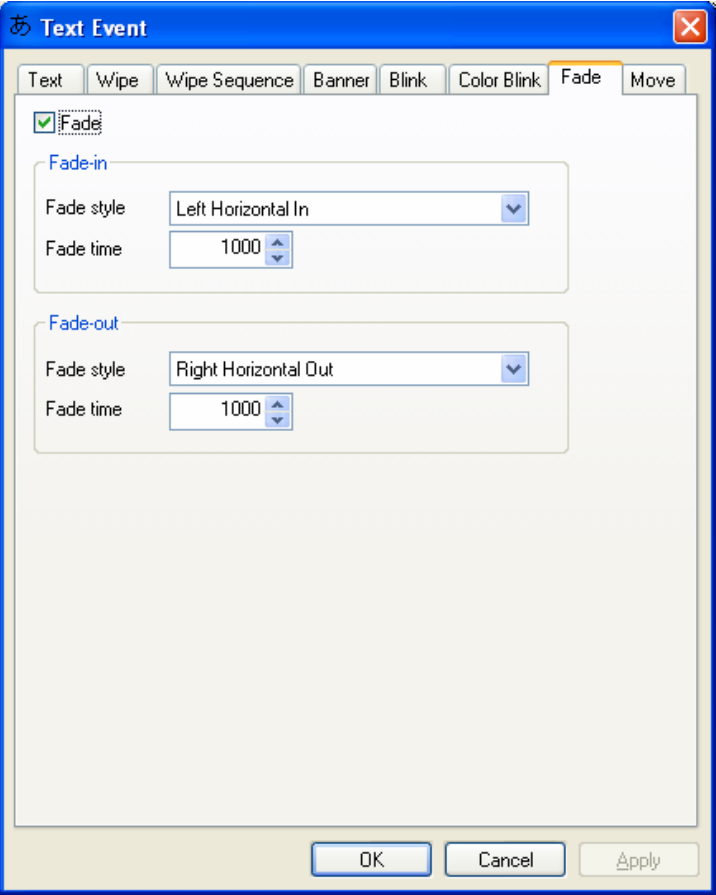 あ Text Event
Text Wipe Wipe Sequence Banner Blink Color Blink Fade Move
Fade
Fade-in
Fade style Left Horizontal In
Fade time 1000
Fade-out
Fade style Right Horizontal Out
Fade time 1000
OK Cancel Apply